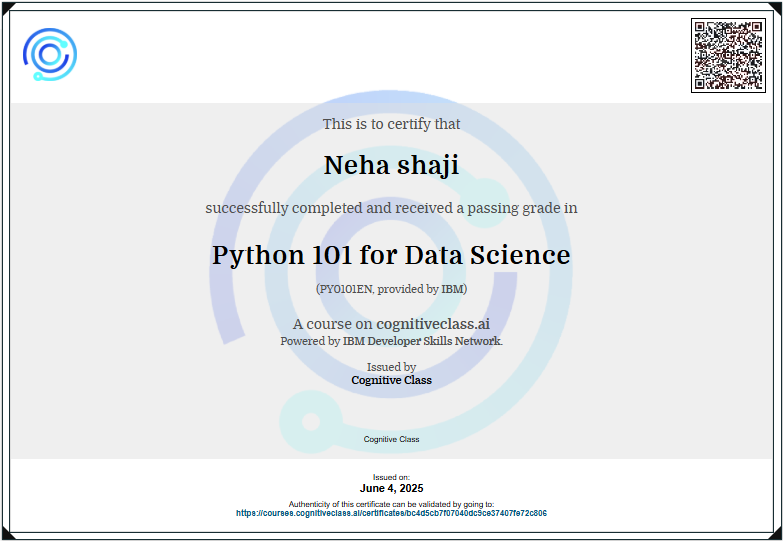 This is to certify that
Neha shaji
successfully completed and received a passing grade in
Python 101 for Data Science
(PY0101EN, provided by IBM)
A course on cognitiveclass.ai
Powered by IBM Developer Skills Network.
Issued by
Cognitive Class
Cognitive Class
Issued on:
June 4, 2025
Authenticity of this certificate can be validated by going to:
https://courses.cognitiveclass.ai/certificates/bc4d5cb7f07040dc9ce37407fe72c806